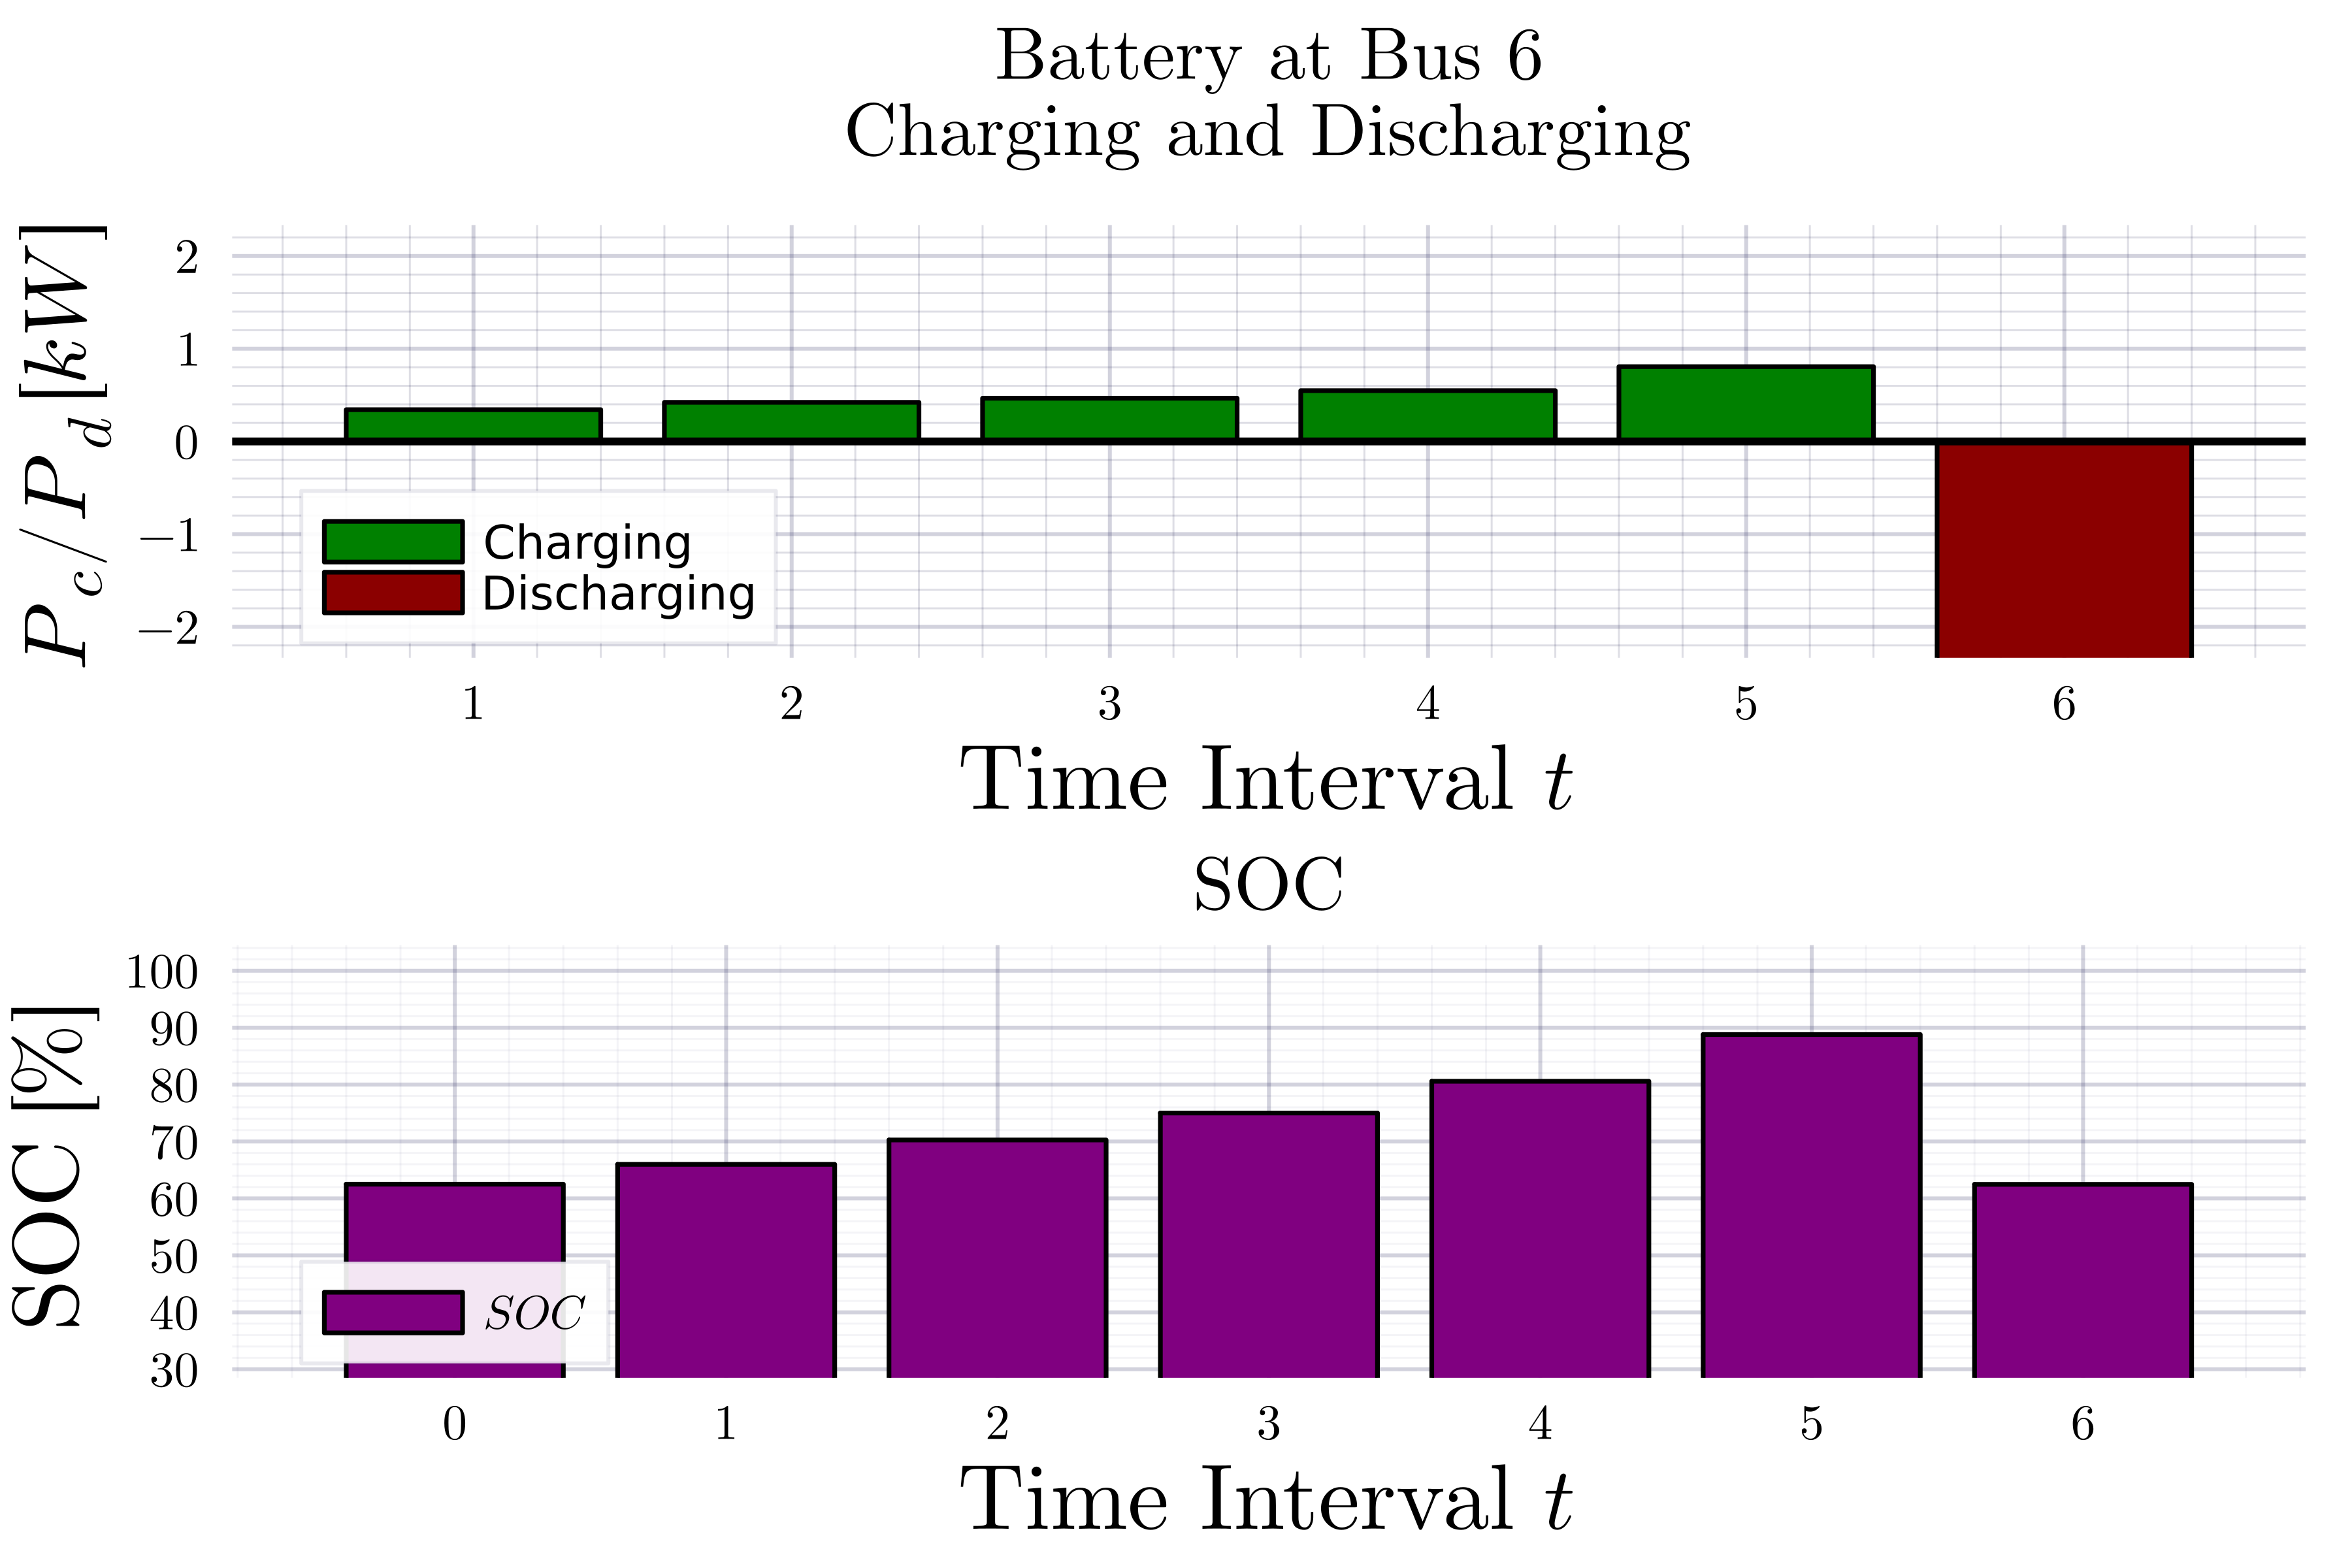 Battery at Bus 6
Charging and Discharging
P_c/P_d [kW]
2
1
0
−1
−2
Charging
Discharging
1 2 3 4 5 6
Time Interval t
SOC
SOC [%]
100
90
80
70
60
50
40
30
SOC
0 1 2 3 4 5 6
Time Interval t